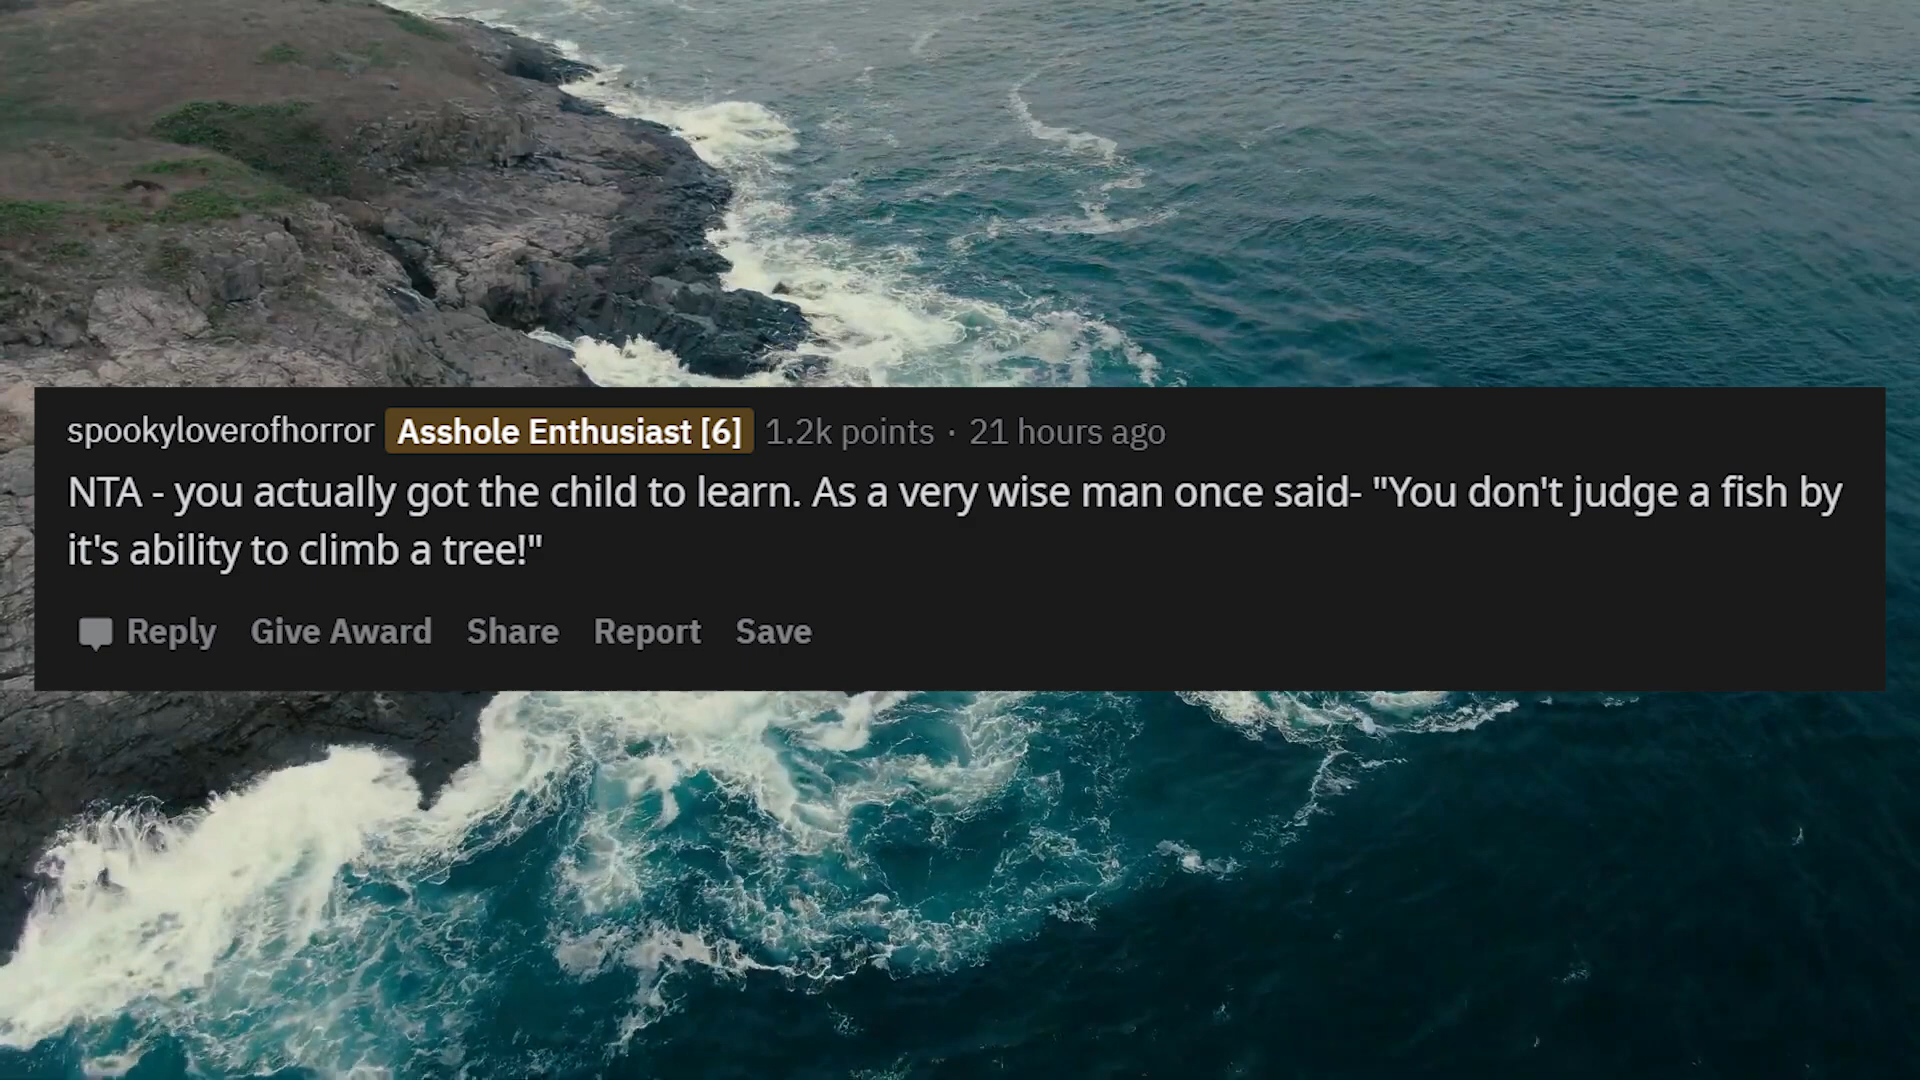 spookyloverofhorror Asshole Enthusiast [6] 1.2k points · 21 hours ago
NTA - you actually got the child to learn. As a very wise man once said- "You don't judge a fish by
it's ability to climb a tree!"
Reply Give Award Share Report Save